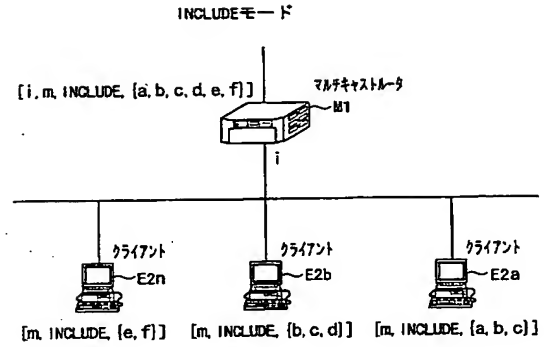 INCLUDEモード
[i, m, INCLUDE, {a, b, c, d, e, f}]
マルチキャストルータ
M1
i
クライアント
E2n
クライアント
E2b
クライアント
E2a
[m, INCLUDE, {e, f}]
[m, INCLUDE, {b, c, d}]
[m, INCLUDE, {a, b, c}]